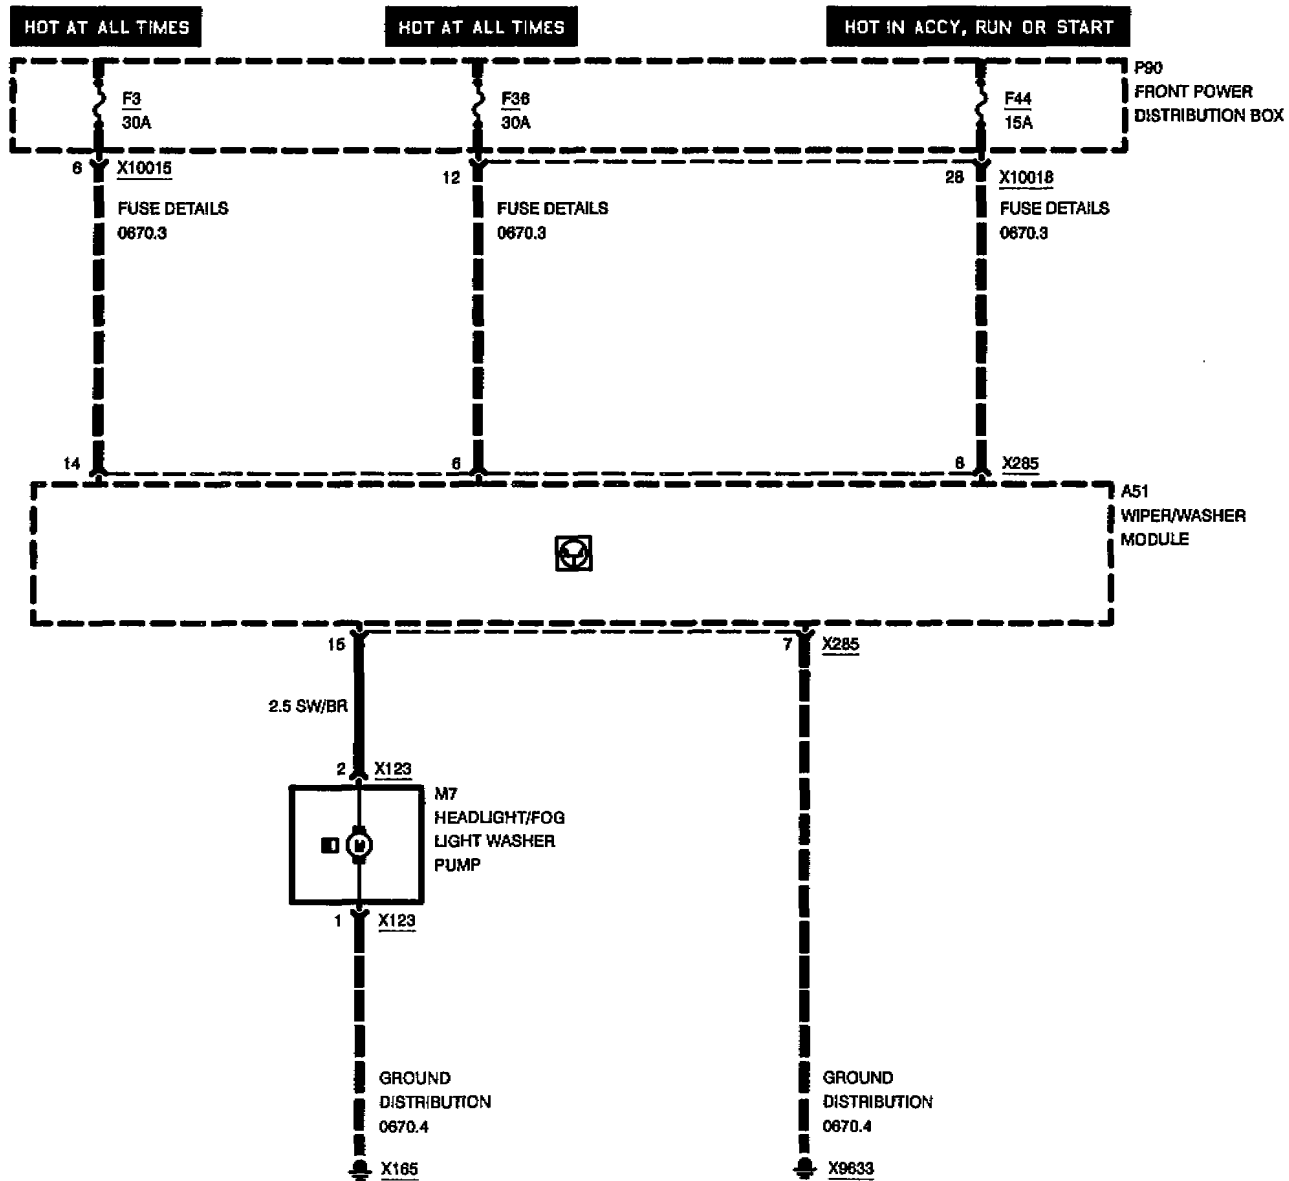 HOT AT ALL TIMES
HOT AT ALL TIMES
HOT IN ACCY, RUN OR START
P90
FRONT POWER
DISTRIBUTION BOX
F3
30A
F36
30A
F44
15A
6
X10015
12
28
X10018
FUSE DETAILS
0670.3
FUSE DETAILS
0670.3
FUSE DETAILS
0670.3
14
6
8
X285
A51
WIPER/WASHER
MODULE
15
7
X285
2.5 SW/BR
2
X123
M7
HEADLIGHT/FOG
LIGHT WASHER
PUMP
M
1
X123
GROUND
DISTRIBUTION
0670.4
GROUND
DISTRIBUTION
0670.4
X165
X9633